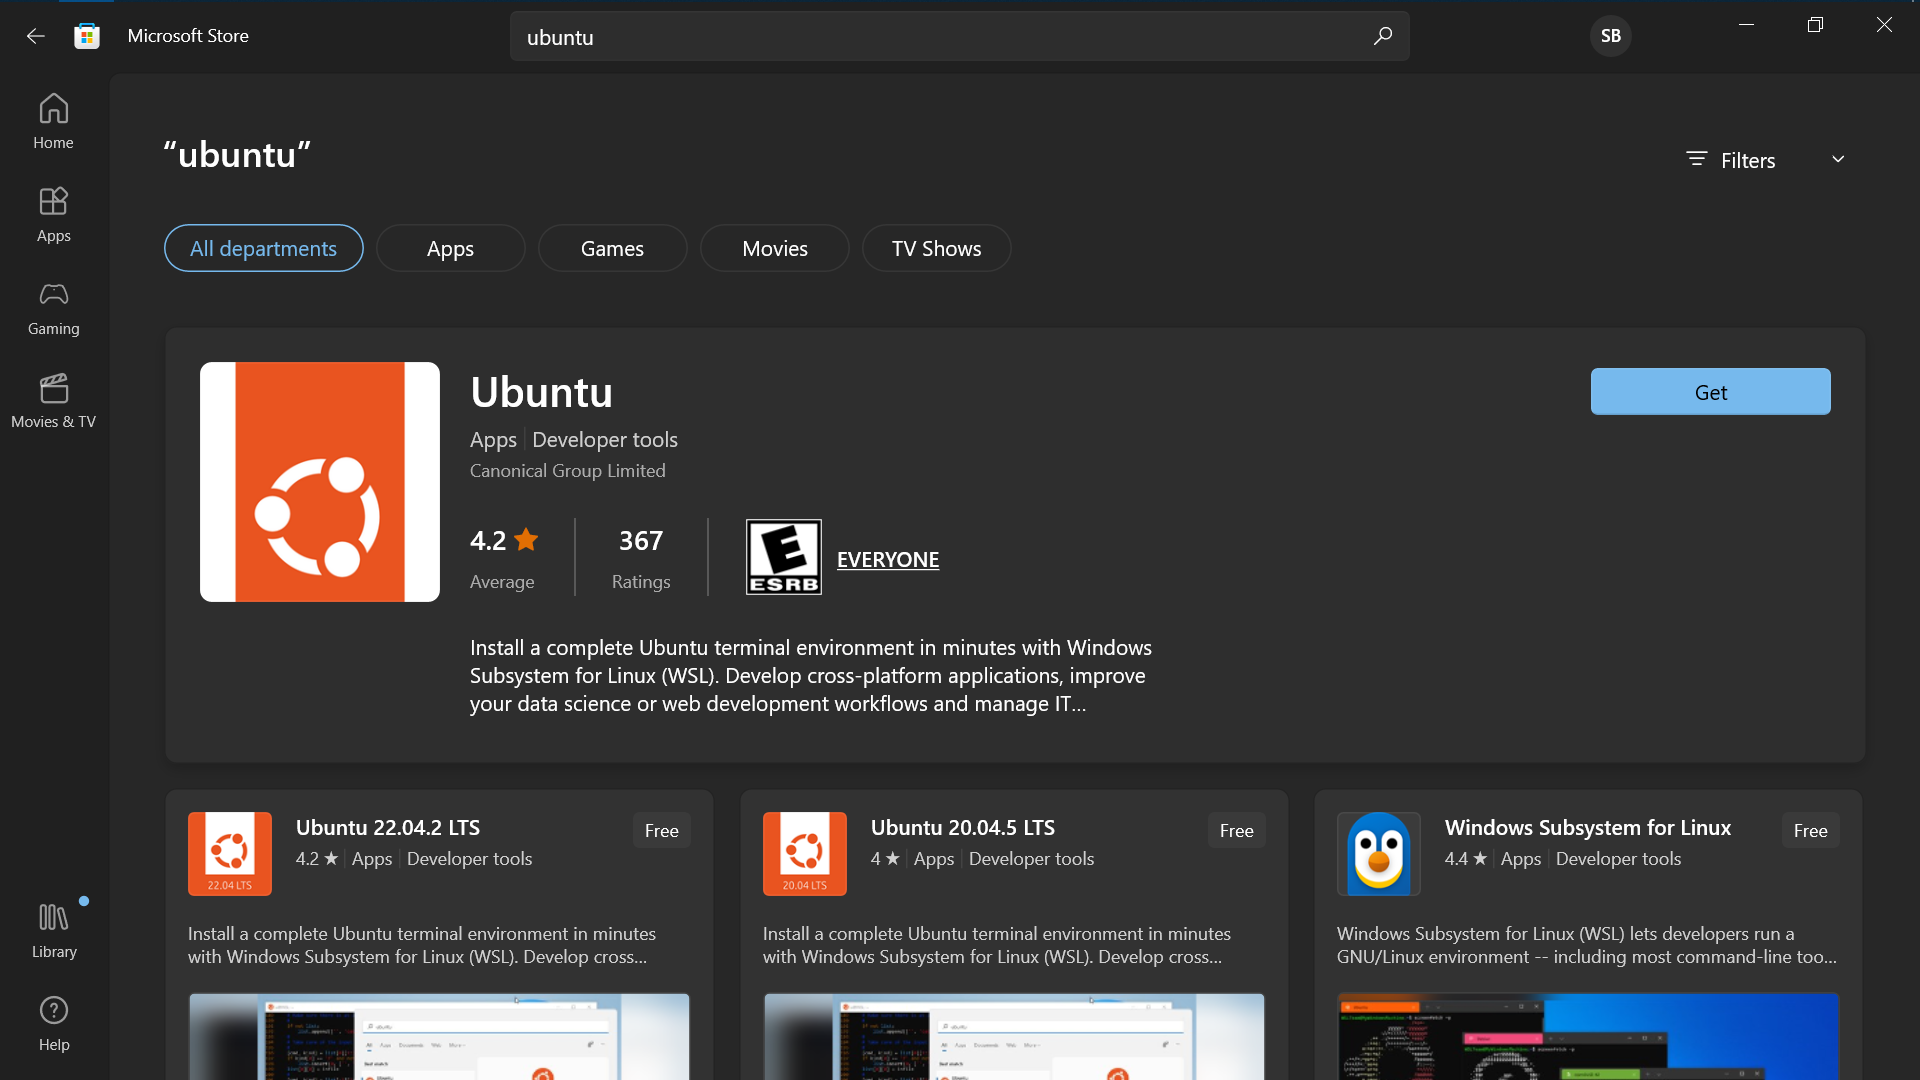 Microsoft Store
ubuntu
SB
Home
Apps
Gaming
Movies & TV
Library
Help
“ubuntu”
Filters
All departments
Apps
Games
Movies
TV Shows
Ubuntu
Get
Apps
Developer tools
Canonical Group Limited
4.2
Average
367
Ratings
E
ESRB
EVERYONE
Install a complete Ubuntu terminal environment in minutes with Windows
Subsystem for Linux (WSL). Develop cross-platform applications, improve
your data science or web development workflows and manage IT...
22.04 LTS
Ubuntu 22.04.2 LTS
Free
4.2 ★ Apps Developer tools
Install a complete Ubuntu terminal environment in minutes
with Windows Subsystem for Linux (WSL). Develop cross...
20.04 LTS
Ubuntu 20.04.5 LTS
Free
4 ★ Apps Developer tools
Install a complete Ubuntu terminal environment in minutes
with Windows Subsystem for Linux (WSL). Develop cross...
Windows Subsystem for Linux
Free
4.4 ★ Apps Developer tools
Windows Subsystem for Linux (WSL) lets developers run a
GNU/Linux environment -- including most command-line too...